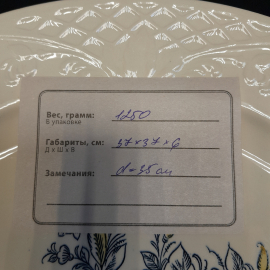 Вес, грамм: 1250
В упаковке
Габариты, см: 37×37×6
Д х Ш х В
Замечания: d=35 см